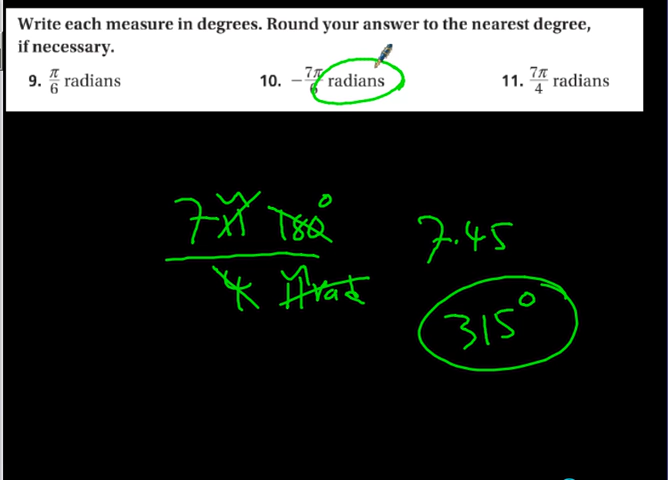 Write each measure in degrees. Round your answer to the nearest degree,
if necessary.
9. π/6 radians 10. −7π/6 radians 11. 7π/4 radians
7π 180°
4 π rad
7.45
315°